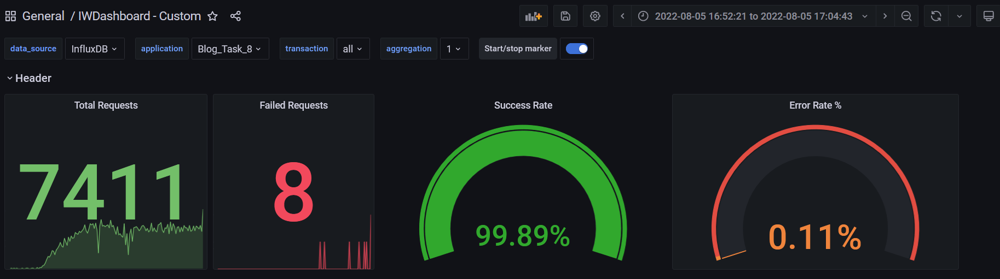 General / IWDashboard - Custom
2022-08-05 16:52:21 to 2022-08-05 17:04:43
data_source InfluxDB application Blog_Task_8 transaction all aggregation 1 Start/stop marker
Header
Total Requests
7411
Failed Requests
8
Success Rate
99.89%
Error Rate %
0.11%